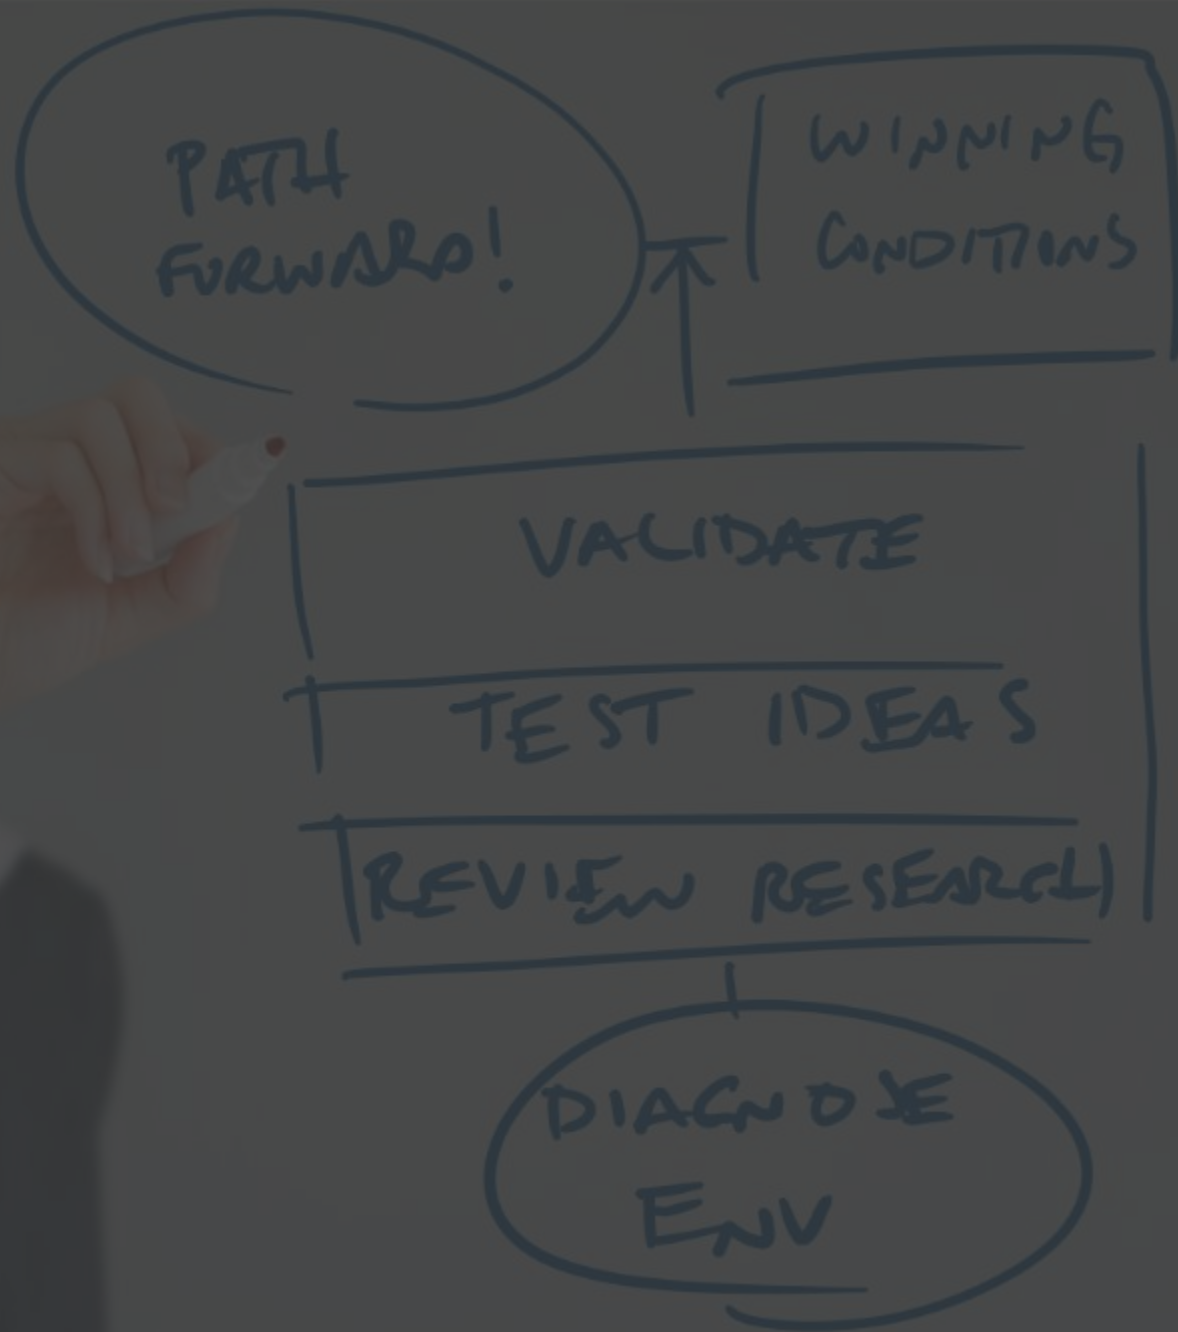 PATH
FORWARD!
WINNING
CONDITIONS
VALIDATE
TEST IDEAS
REVIEW RESEARCH
DIAGNOSE
ENV